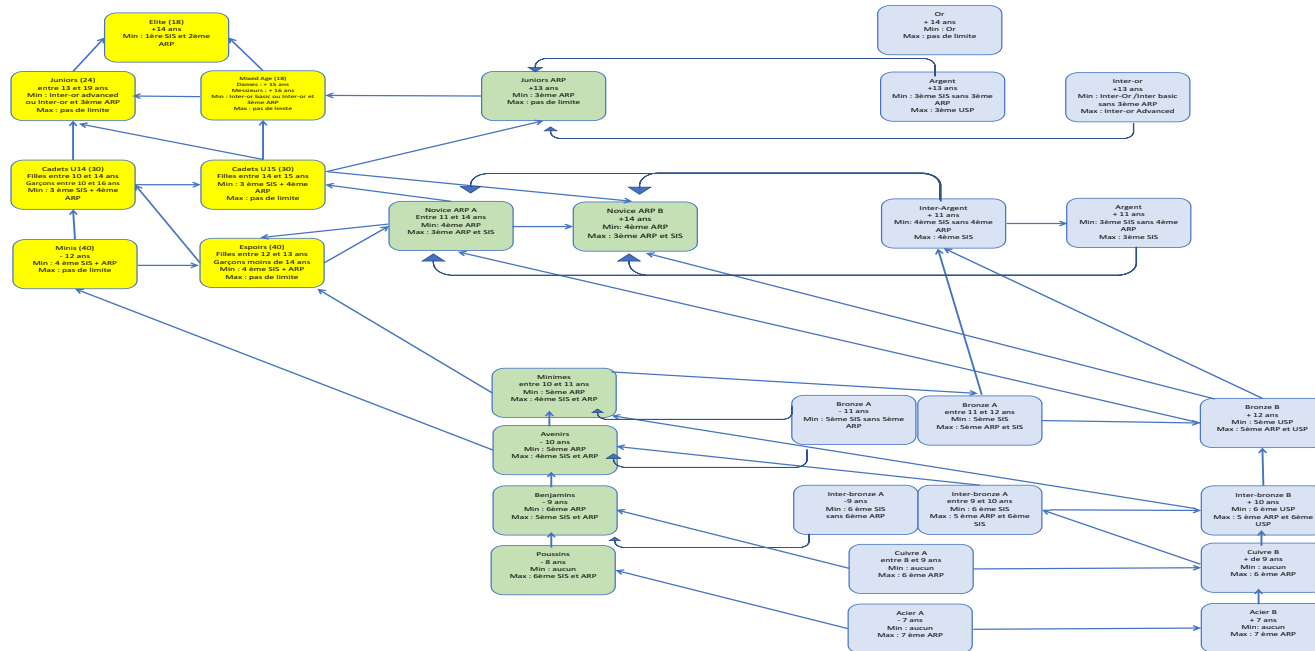 Elite (18)
+14 ans
Min : 1ère SIS et 2ème
ARP
Or
+ 14 ans
Min : Or
Max : pas de limite
Juniors (24)
entre 13 et 19 ans
Min : Inter-or advanced
ou Inter-or et 3ème ARP
Max : pas de limite
Mixed Age (18)
Dames : + 15 ans
Messieurs : + 16 ans
Min : Inter-or basic ou Inter-or et
3ème ARP
Max : pas de limite
Juniors ARP
+13 ans
Min : 3ème ARP
Max : pas de limite
Argent
+13 ans
Min : 3ème SIS sans 3ème
ARP
Max : 3ème USP
Inter-or
+13 ans
Min : Inter-Or /Inter basic
sans 3ème ARP
Max : Inter-or Advanced
Cadets U14 (30)
Filles entre 10 et 14 ans
Garçons entre 10 et 16 ans
Min : 3 ème SIS + 4ème
ARP
Cadets U15 (30)
Filles entre 14 et 15 ans
Min : 3 ème SIS + 4ème
ARP
Max : pas de limite
Novice ARP A
Entre 11 et 14 ans
Min: 4ème ARP
Max : 3ème ARP et SIS
Novice ARP B
+14 ans
Min: 4ème ARP
Max : 3ème ARP et SIS
Inter-Argent
+ 11 ans
Min: 4ème SIS sans 4ème
ARP
Max : 4ème SIS
Argent
+ 11 ans
Min: 3ème SIS sans 4ème
ARP
Max : 3ème SIS
Minis (40)
- 12 ans
Min : 4 ème SIS + ARP
Max : pas de limite
Espoirs (40)
Filles entre 12 et 13 ans
Garçons moins de 14 ans
Min : 4 ème SIS + ARP
Max : pas de limite
Minimes
entre 10 et 11 ans
Min : 5ème ARP
Max : 4ème SIS et ARP
Bronze A
- 11 ans
Min : 5ème SIS sans 5ème
ARP
Bronze A
entre 11 et 12 ans
Min : 5ème SIS
Max : 5ème ARP et SIS
Bronze B
+ 12 ans
Min : 5ème USP
Max : 5ème ARP et USP
Avenirs
- 10 ans
Min : 5ème ARP
Max : 4ème SIS et ARP
Benjamins
- 9 ans
Min : 6ème ARP
Max : 5ème SIS et ARP
Inter-bronze A
-9 ans
Min : 6 ème SIS
sans 6ème ARP
Inter-bronze A
entre 9 et 10 ans
Min : 6 ème SIS
Max : 5 ème ARP et 6ème
SIS
Inter-bronze B
+ 10 ans
Min : 6 ème USP
Max : 5 ème ARP et 6ème
USP
Poussins
- 8 ans
Min : aucun
Max : 6ème SIS et ARP
Cuivre A
entre 8 et 9 ans
Min : aucun
Max : 6 ème ARP
Cuivre B
+ de 9 ans
Min : aucun
Max : 6 ème ARP
Acier A
- 7 ans
Min : aucun
Max : 7 ème ARP
Acier B
+ 7 ans
Min: aucun
Max : 7 ème ARP